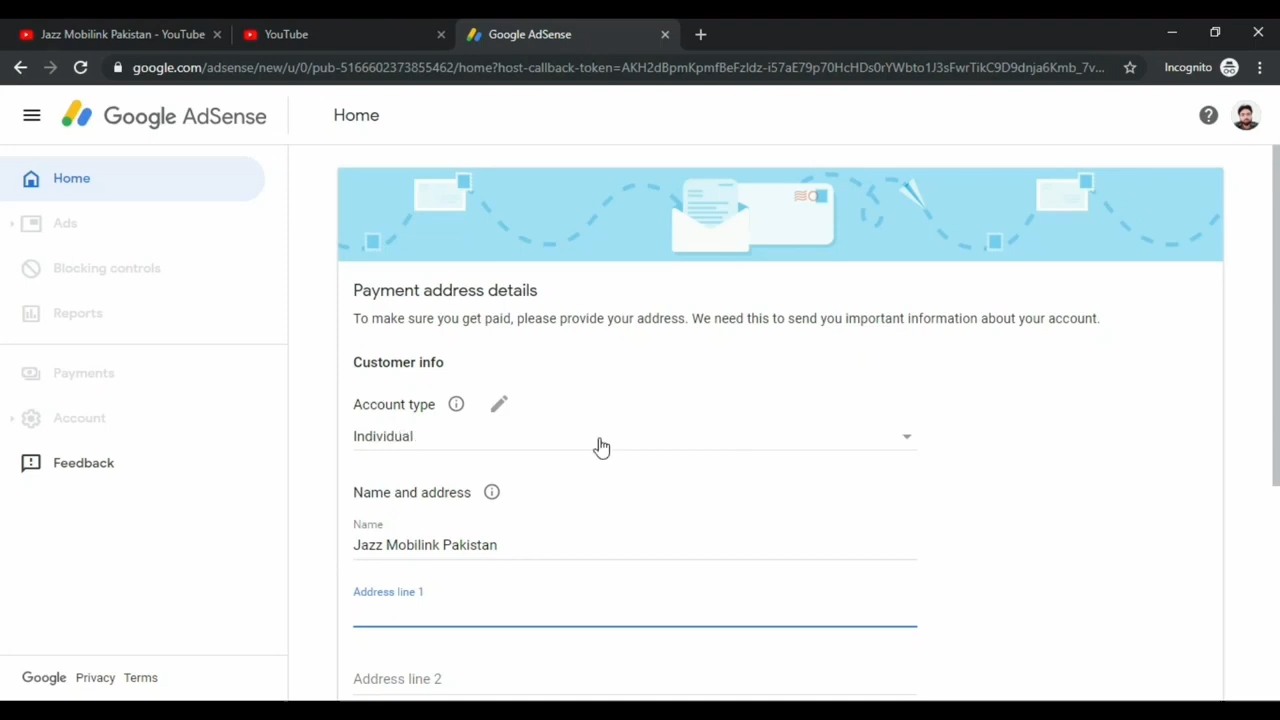 Jazz Mobilink Pakistan - YouTube
YouTube
Google AdSense
google.com/adsense/new/u/0/pub-5166602373855462/home?host-callback-token=AKH2dBpmKpmfBeFzldz-i57aE79p70HcHDs0rYWbto1J3sFwrTikC9D9dnja6Kmb_7v...
Incognito
Google AdSense
Home
Home
Ads
Blocking controls
Reports
Payments
Account
Feedback
Google Privacy Terms
Payment address details
To make sure you get paid, please provide your address. We need this to send you important information about your account.
Customer info
Account type
Individual
Name and address
Name
Jazz Mobilink Pakistan
Address line 1
Address line 2